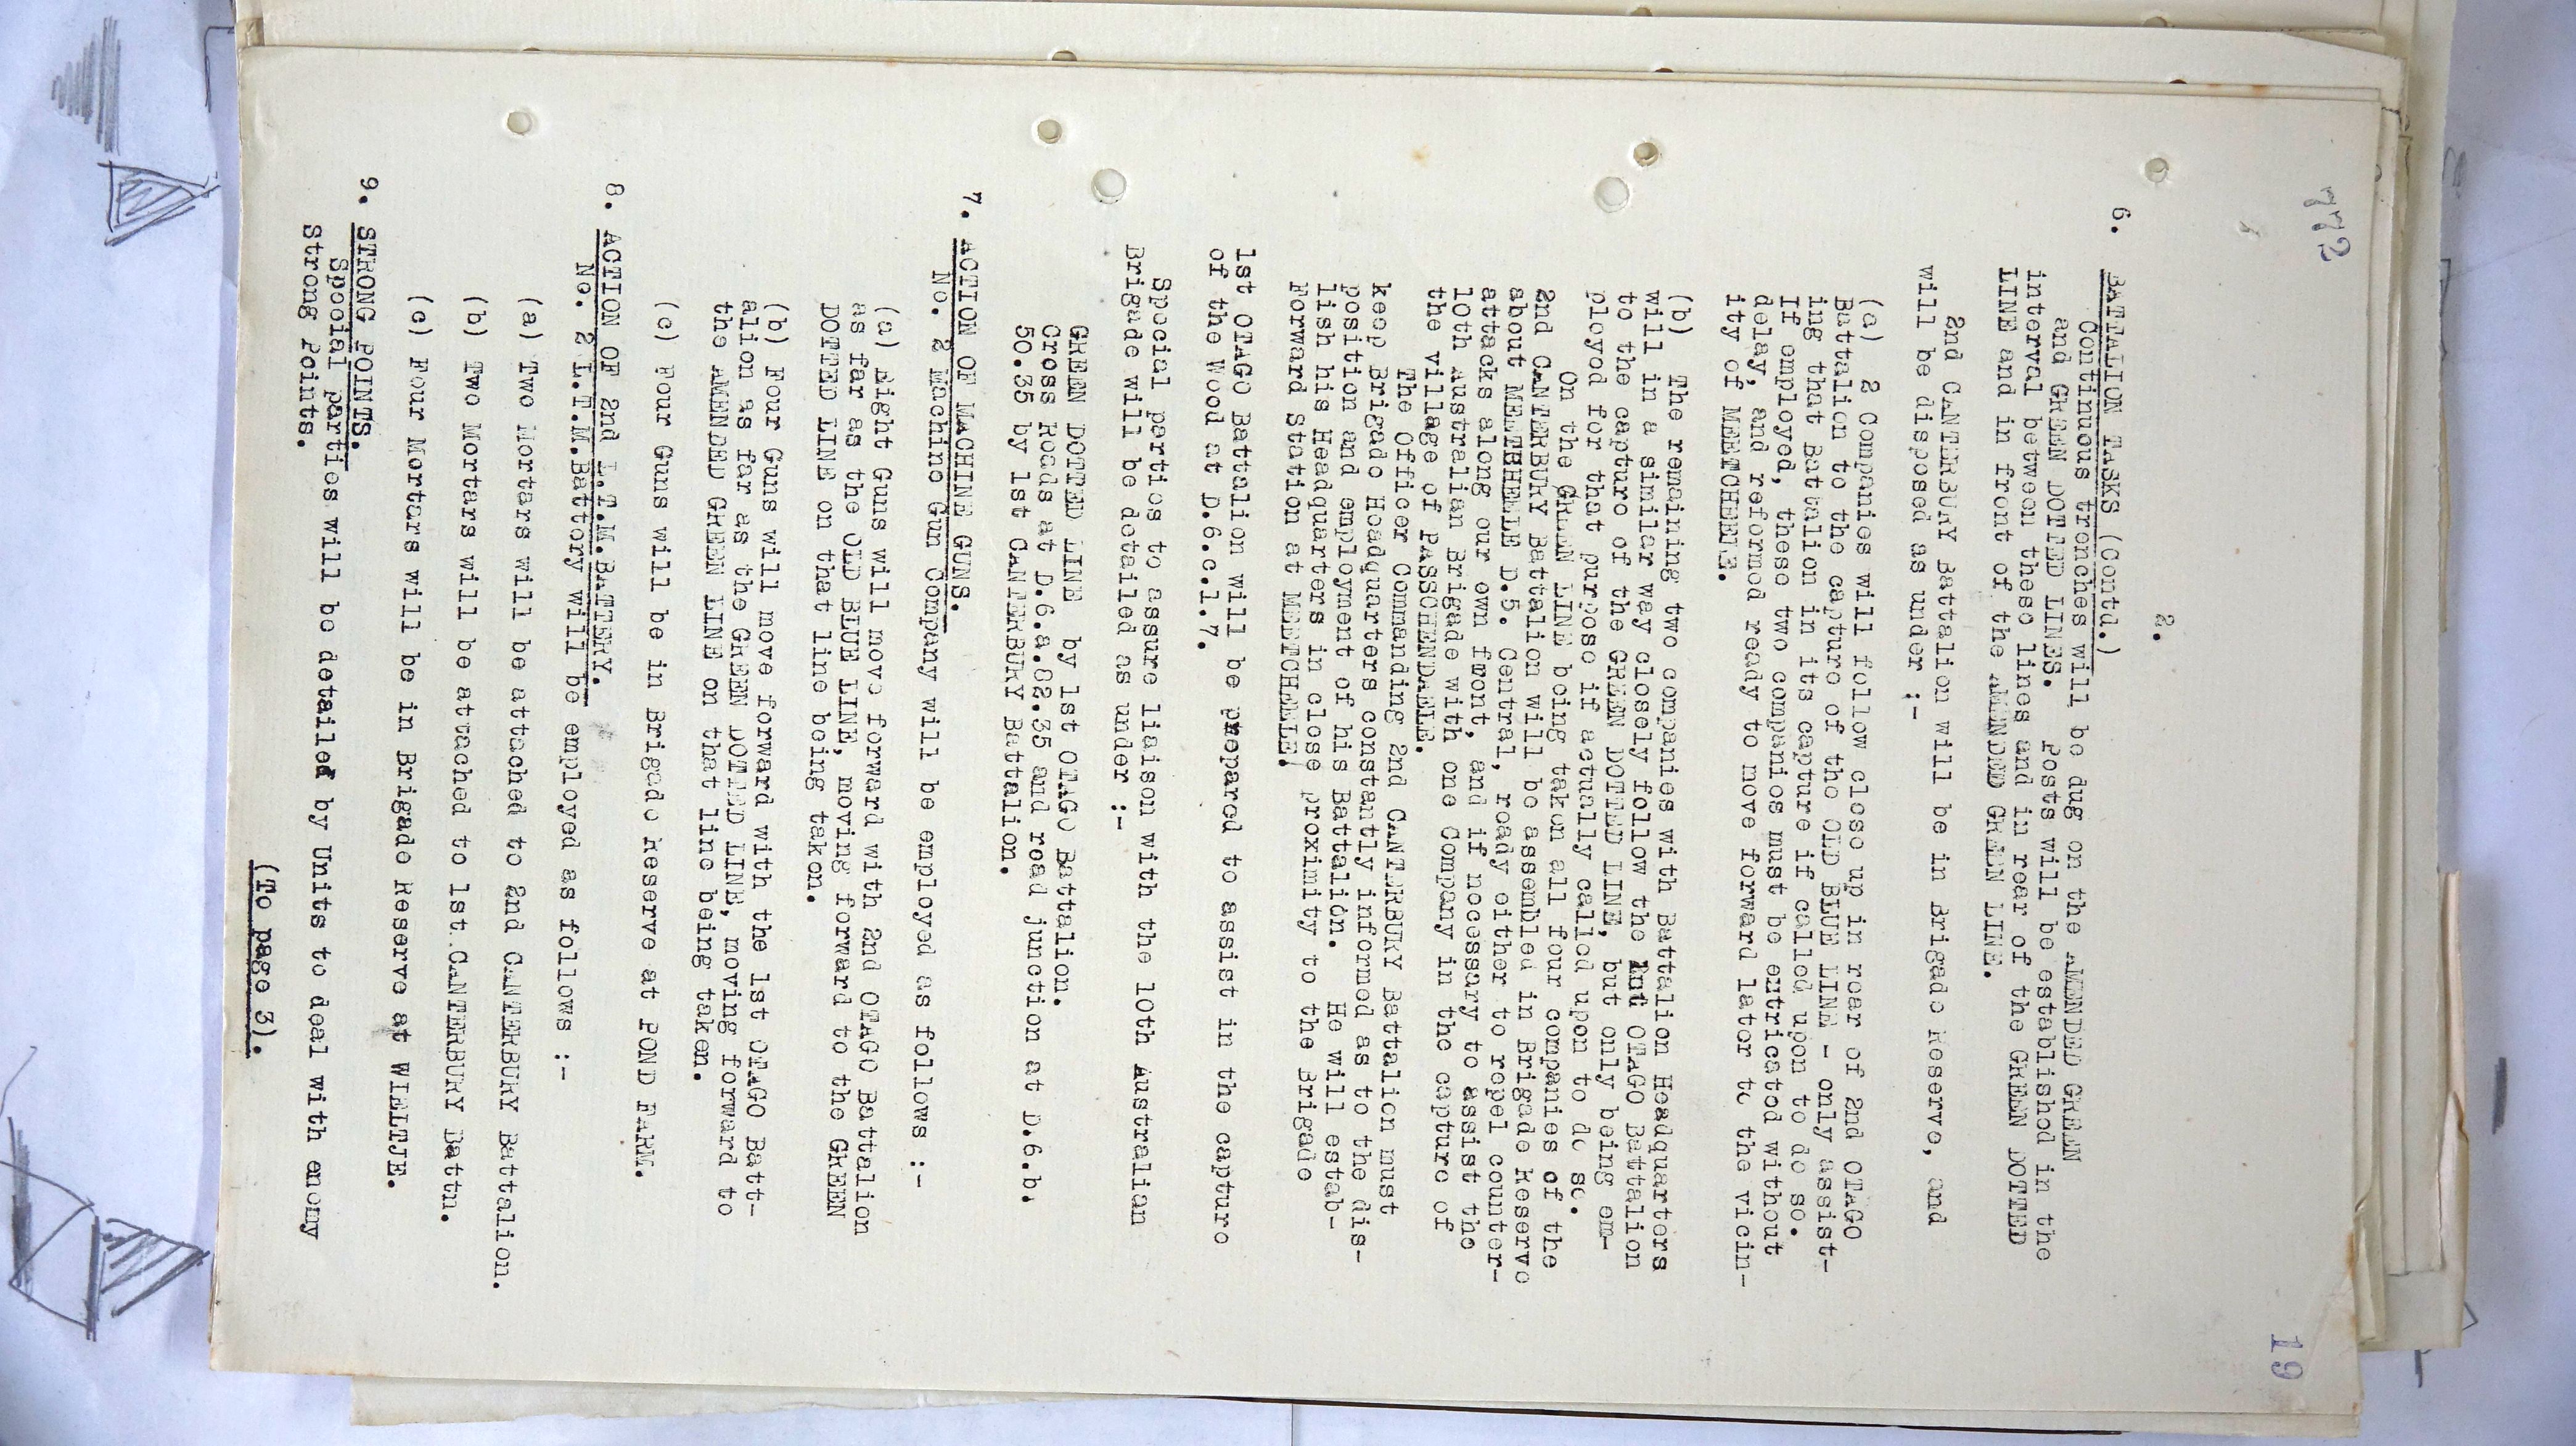 772
19
2.
6. BATTALION TASKS (Contd.)
Continuous trenches will be dug on the AMENDED GREEN
and GREEN DOTTED LINES. Posts will be established in the
interval between these lines and in rear of the GREEN DOTTED
LINE and in front of the AMENDED GREEN LINE.
2nd CANTERBURY Battalion will be in Brigade Reserve, and
will be disposed as under :-
(a) 2 Companies will follow close up in rear of 2nd OTAGO
Battalion to the capture of the OLD BLUE LINE - only assist-
ing that Battalion in its capture if called upon to do so.
If employed, these two companies must be extricated without
delay, and reformed ready to move forward later to the vicin-
ity of MEETCHEELE.
(b) The remaining two companies with Battalion Headquarters
will in a similar way closely follow the 1st OTAGO Battalion
to the capture of the GREEN DOTTED LINE, but only being em-
ployed for that purpose if actually called upon to do so.
On the GREEN LINE being taken all four companies of the
2nd CANTERBURY Battalion will be assembled in Brigade Reserve
about MEETHEELE D.5. Central, ready either to repel counter-
attacks along our own fwont, and if necessary to assist the
10th Australian Brigade with one Company in the capture of
the village of PASSCHENDAELE.
The Officer Commanding 2nd CANTERBURY Battalion must
keep Brigade Headquarters constantly informed as to the dis-
position and employment of his Battalion. He will estab-
lish his Headquarters in close proximity to the Brigade
Forward Station at MEETCHEELE.
1st OTAGO Battalion will be prepared to assist in the capture
of the Wood at D.6.c.1.7.
Special parties to assure liaison with the 10th Australian
Brigade will be detailed as under :-
GREEN DOTTED LINE by 1st OTAGO Battalion.
Cross Roads at D.6.a.82.35 and road junction at D.6.b.
50.35 by 1st CANTERBURY Battalion.
7. ACTION OF MACHINE GUNS.
No. 2 Machine Gun Company will be employed as follows :-
(a) Eight Guns will move forward with 2nd OTAGO Battalion
as far as the OLD BLUE LINE, moving forward to the GREEN
DOTTED LINE on that line being taken.
(b) Four Guns will move forward with the 1st OTAGO Batt-
alion as far as the GREEN DOTTED LINE, moving forward to
the AMENDED GREEN LINE on that line being taken.
(c) Four Guns will be in Brigade Reserve at POND FARM.
8. ACTION OF 2nd L.T.M.BATTERY.
No. 2 L.T.M.Battery will be employed as follows :-
(a) Two Mortars will be attached to 2nd CANTERBURY Battalion.
(b) Two Mortars will be attached to 1st CANTERBURY Battn.
(c) Four Mortars will be in Brigade Reserve at WIELTJE.
9. STRONG POINTS.
Special parties will be detailed by Units to deal with enemy
Strong Points.
(To page 3).